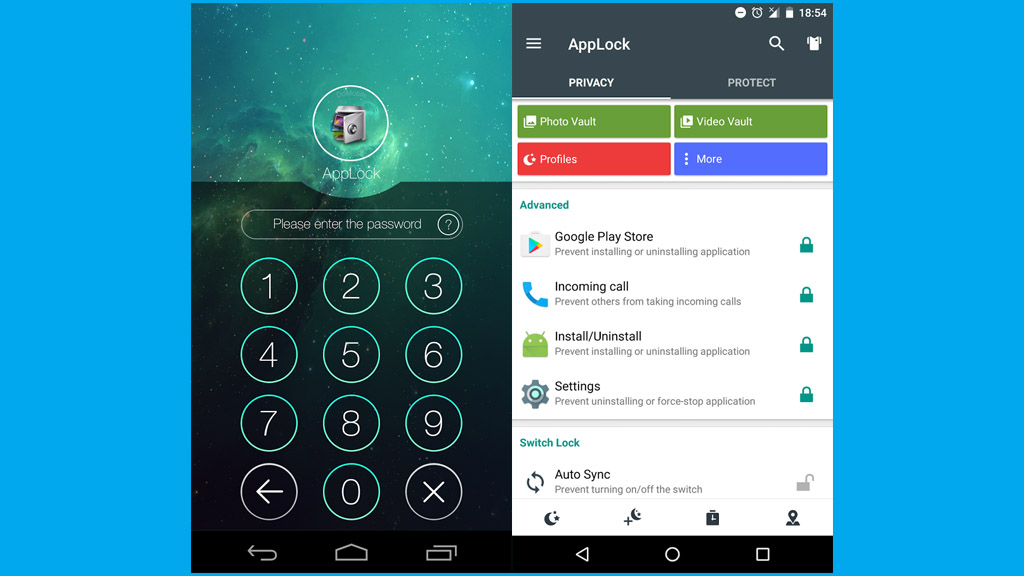 AppLock
Please enter the password ?
1 2 3
4 5 6
7 8 9
0
18:54
AppLock
PRIVACY PROTECT
Photo Vault Video Vault
Profiles More
Advanced
Google Play Store
Prevent installing or uninstalling application
Incoming call
Prevent others from taking incoming calls
Install/Uninstall
Prevent installing or uninstalling application
Settings
Prevent uninstalling or force-stop application
Switch Lock
Auto Sync
Prevent turning on/off the switch